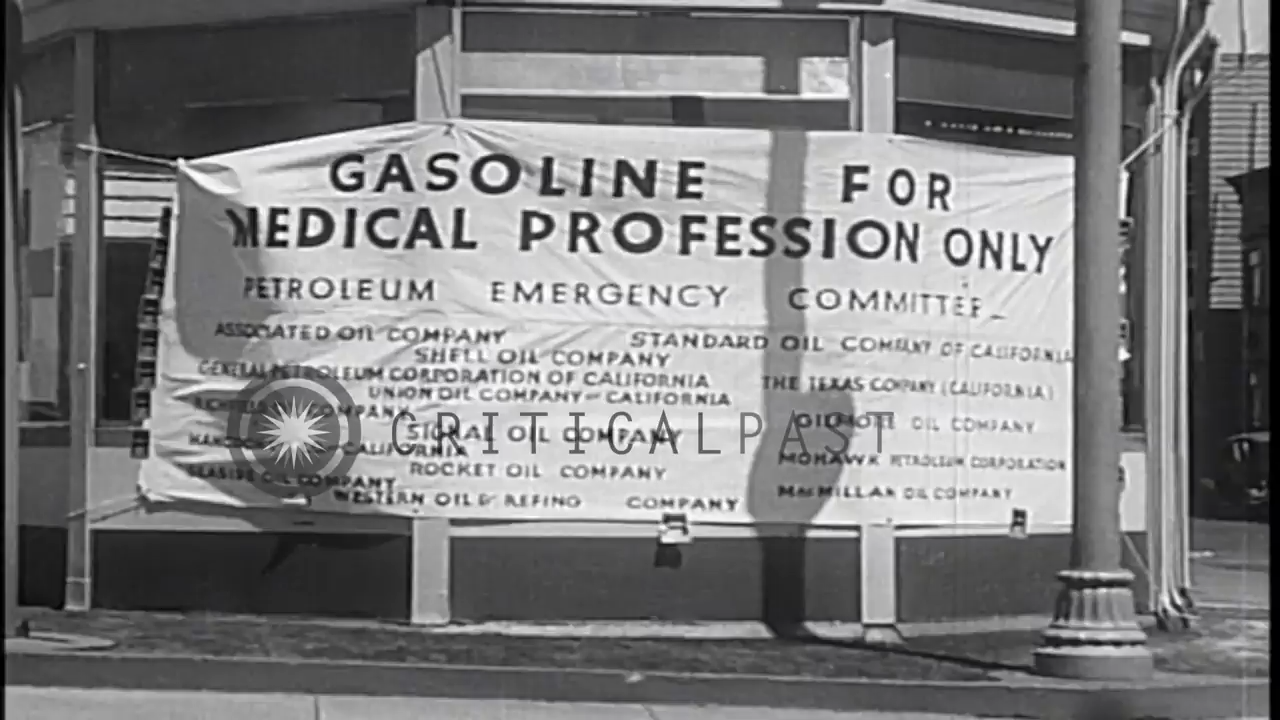 GASOLINE FOR
MEDICAL PROFESSION ONLY
PETROLEUM EMERGENCY COMMITTEE
ASSOCIATED OIL COMPANY STANDARD OIL COMPANY OF CALIFORNIA
SHELL OIL COMPANY
GENERAL PETROLEUM CORPORATION OF CALIFORNIA THE TEXAS COMPANY (CALIFORNIA)
UNION OIL COMPANY OF CALIFORNIA
COMPANY GILMORE OIL COMPANY
SIGNAL OIL COMPANY
CALIFORNIA MOHAWK PETROLEUM CORPORATION
ROCKET OIL COMPANY
SEASIDE OIL COMPANY MACMILLAN OIL COMPANY
WESTERN OIL & REFING COMPANY
CRITICALPAST